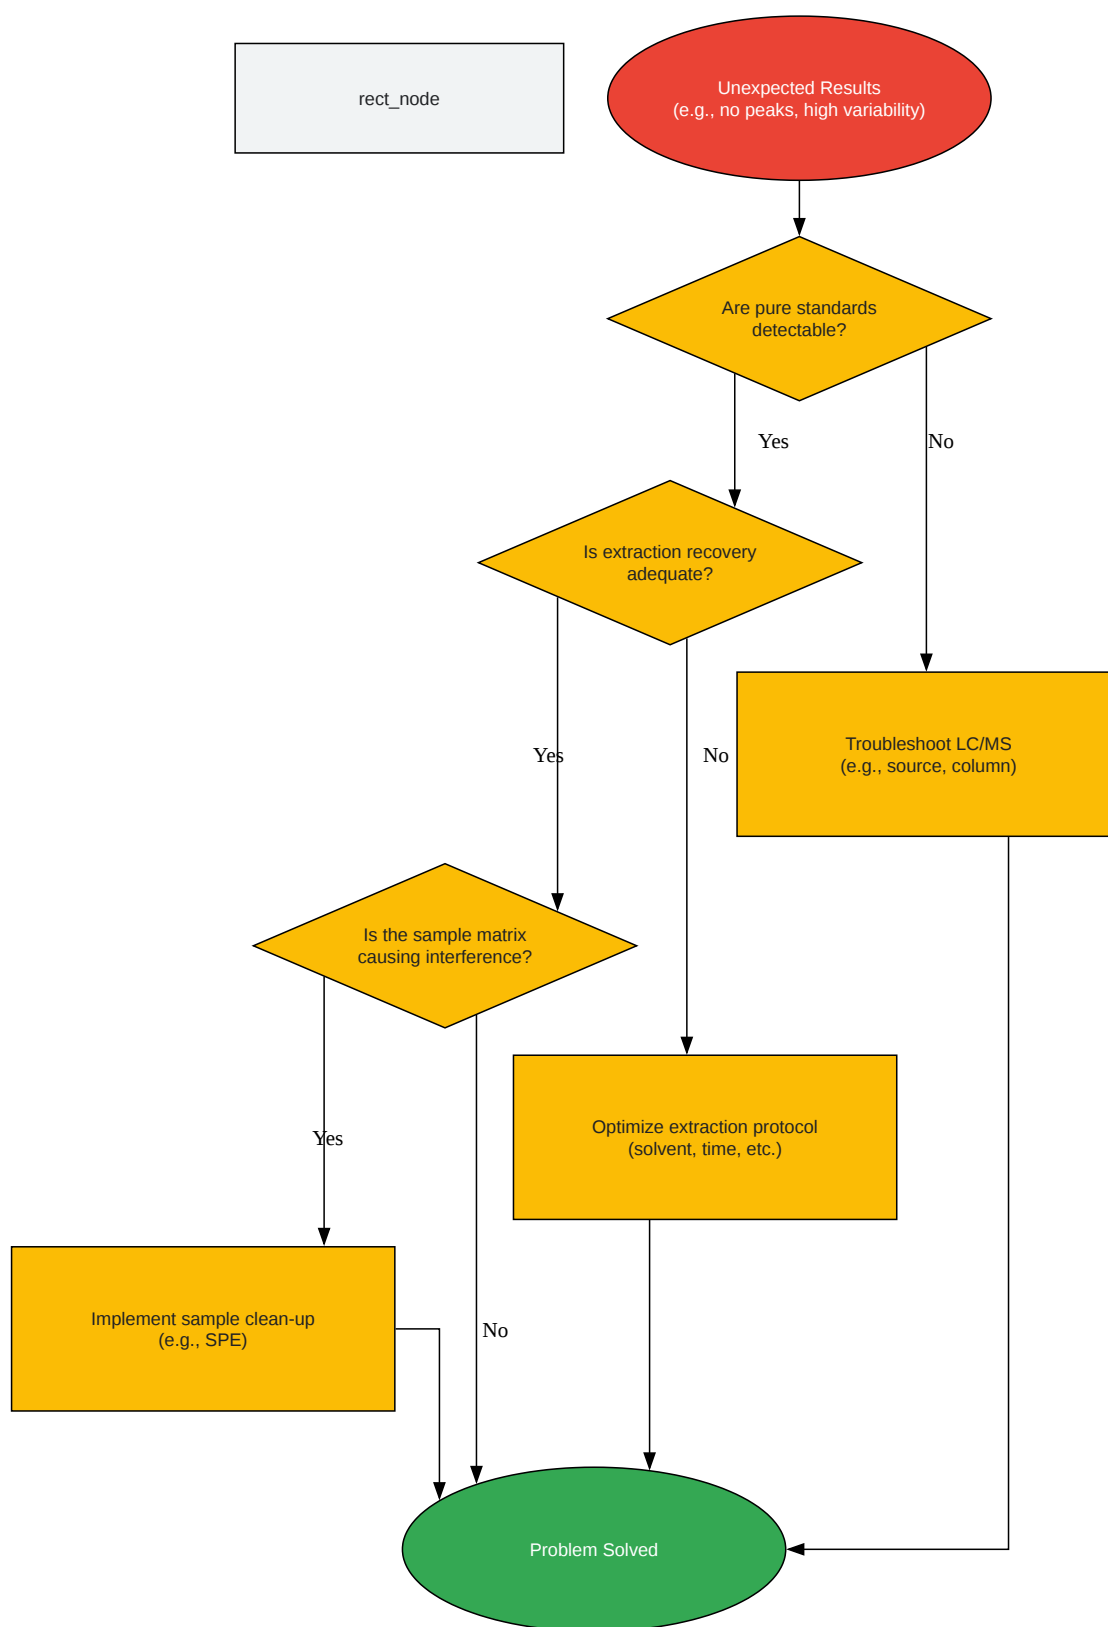 rect_node
Unexpected Results
(e.g., no peaks, high variability)
Are pure standards
detectable?
Yes
No
Is extraction recovery
adequate?
Troubleshoot LC/MS
(e.g., source, column)
Yes
No
Is the sample matrix
causing interference?
Optimize extraction protocol
(solvent, time, etc.)
Yes
Implement sample clean-up
(e.g., SPE)
No
Problem Solved